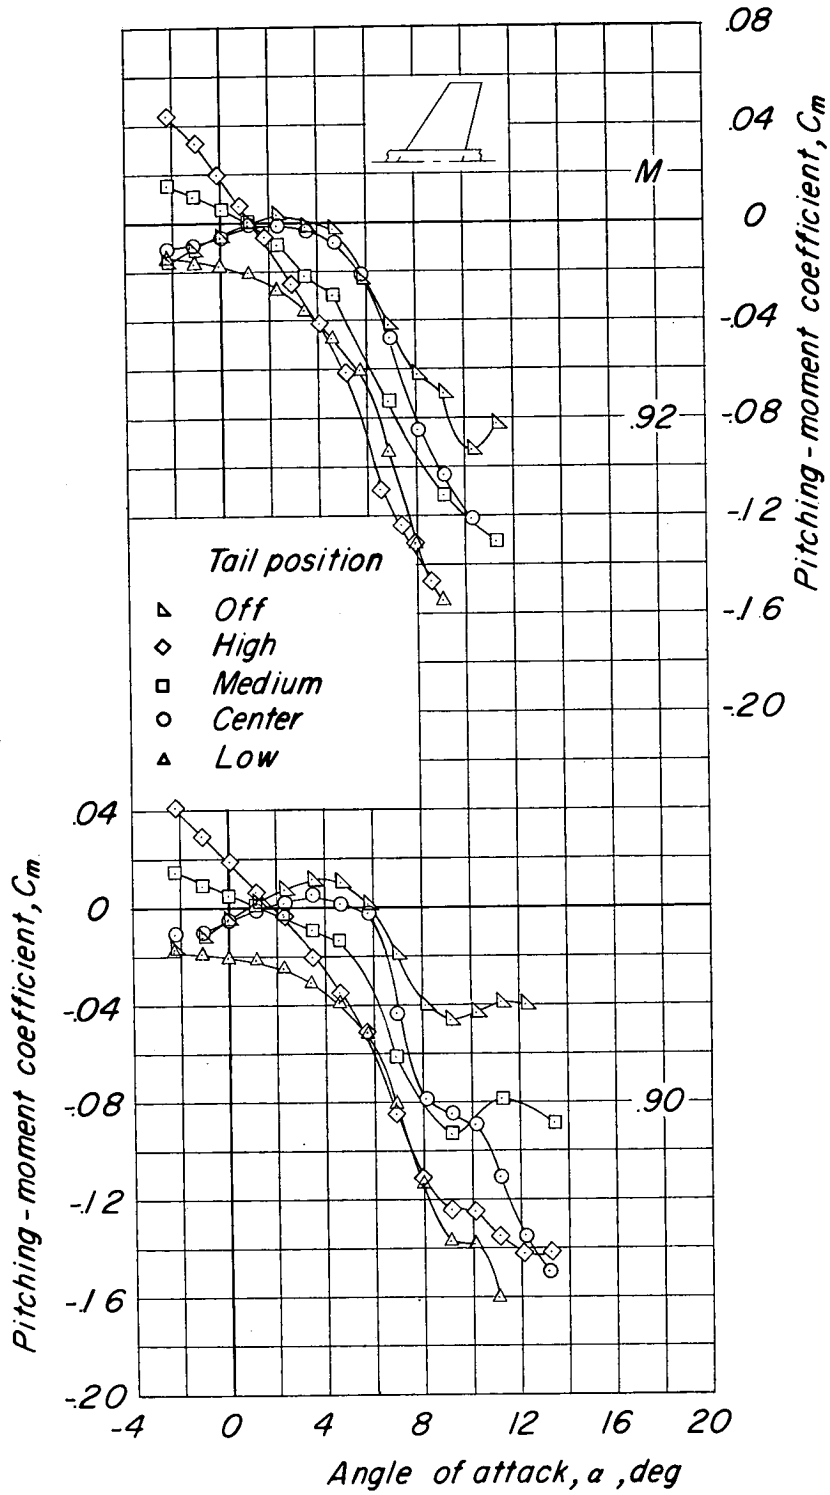 .08
.04
0
-.04
-.08
-.12
-.16
-.20
Pitching-moment coefficient, Cm
M
.92
Tail position
Off
High
Medium
Center
Low
.04
0
-.04
-.08
-.12
-.16
-.20
Pitching-moment coefficient, Cm
.90
-4 0 4 8 12 16 20
Angle of attack, α, deg